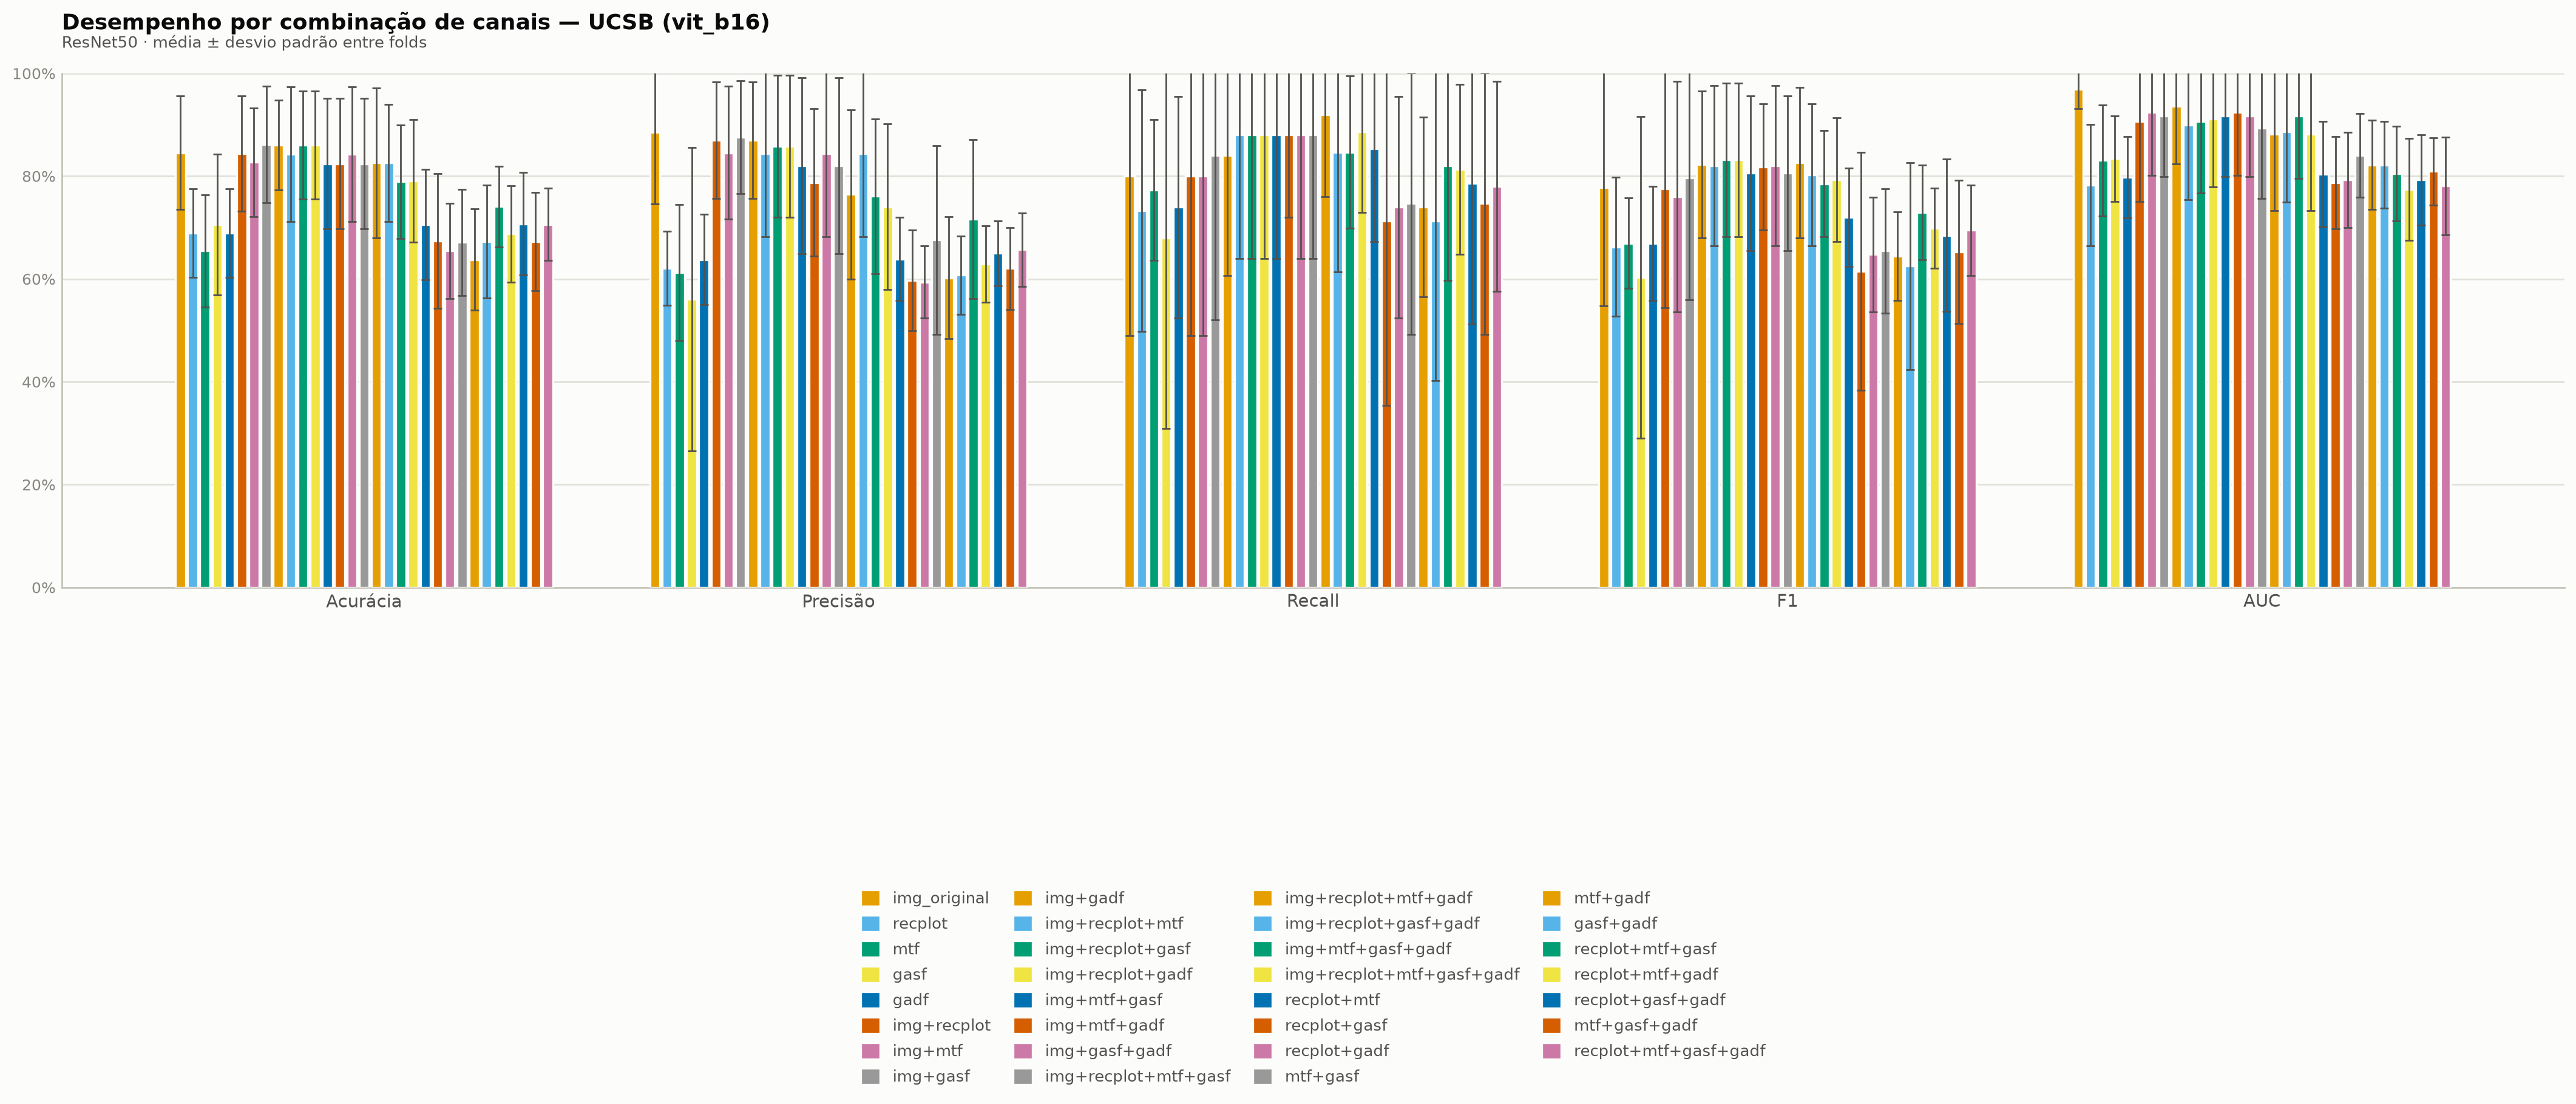 Desempenho por combinação de canais — UCSB (vit_b16)
ResNet50 · média ± desvio padrão entre folds
100%
80%
60%
40%
20%
0%
Acurácia
Precisão
Recall
F1
AUC
img_original
recplot
mtf
gasf
gadf
img+recplot
img+mtf
img+gasf
img+gadf
img+recplot+mtf
img+recplot+gasf
img+recplot+gadf
img+mtf+gasf
img+mtf+gadf
img+gasf+gadf
img+recplot+mtf+gasf
img+recplot+mtf+gadf
img+recplot+gasf+gadf
img+mtf+gasf+gadf
img+recplot+mtf+gasf+gadf
recplot+mtf
recplot+gasf
recplot+gadf
mtf+gasf
mtf+gadf
gasf+gadf
recplot+mtf+gasf
recplot+mtf+gadf
recplot+gasf+gadf
mtf+gasf+gadf
recplot+mtf+gasf+gadf